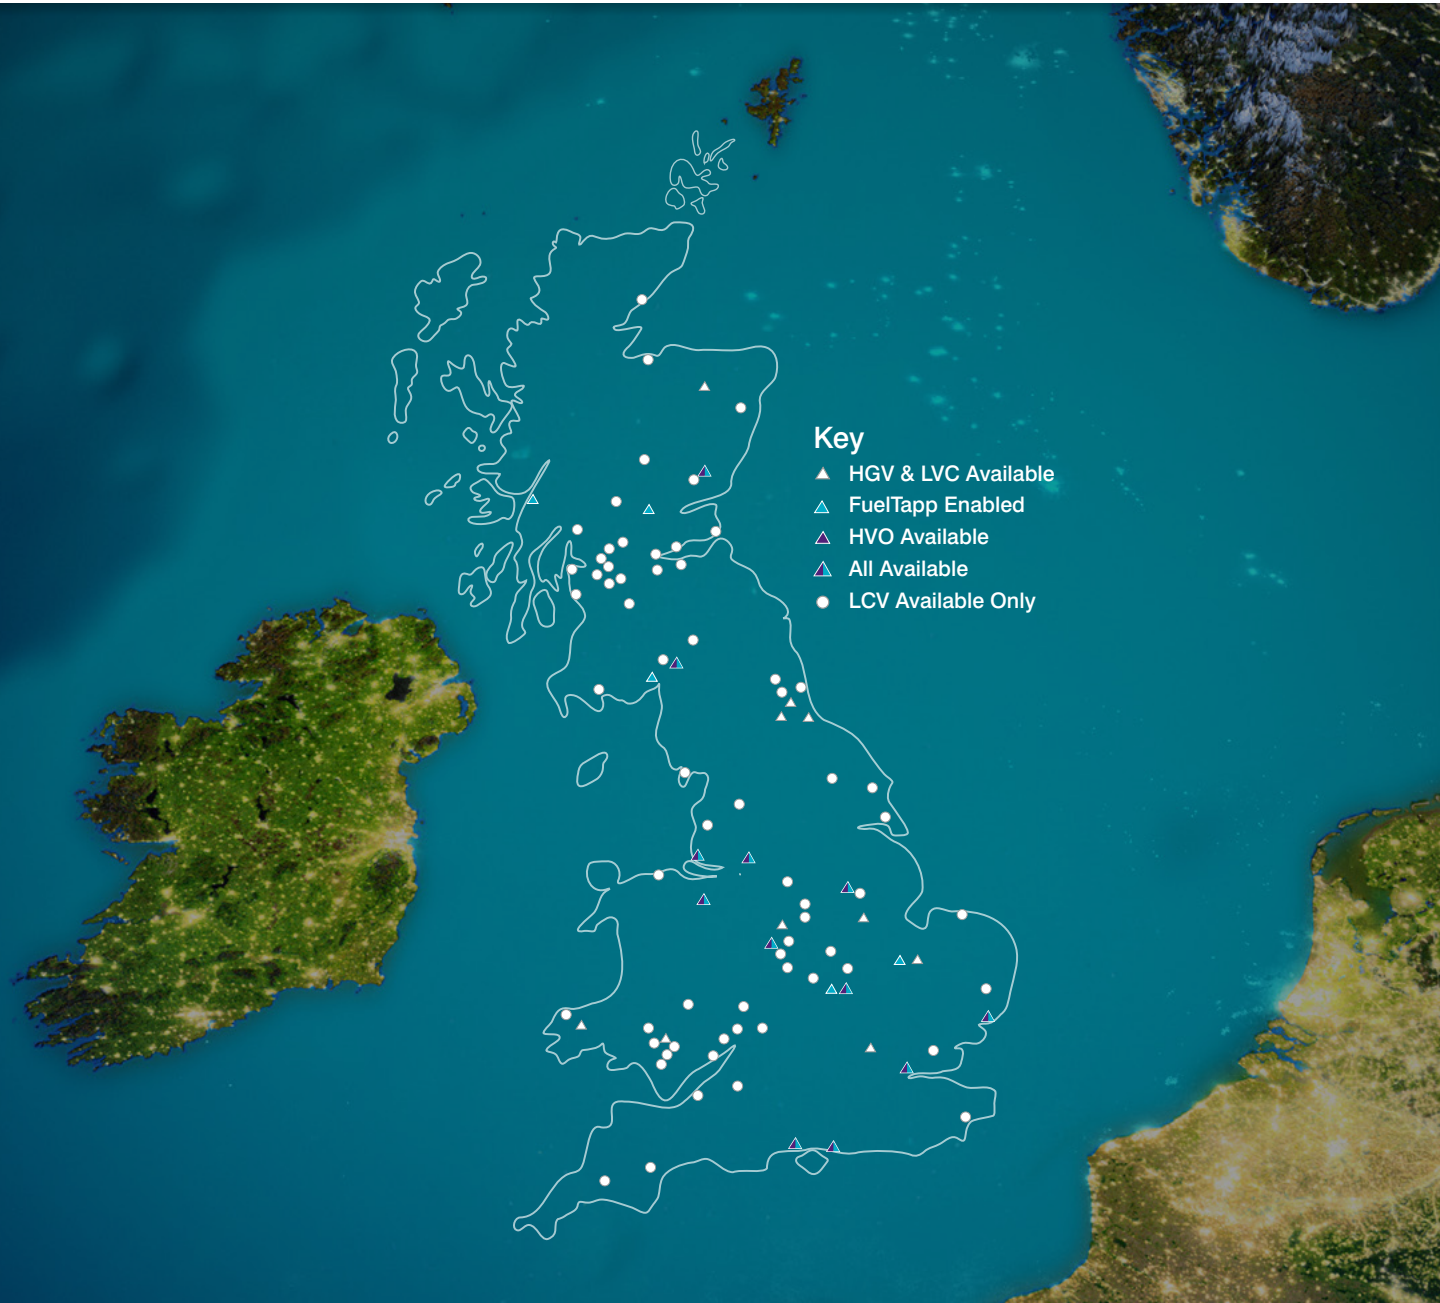 Key
HGV & LVC Available
FuelTapp Enabled
HVO Available
All Available
LCV Available Only